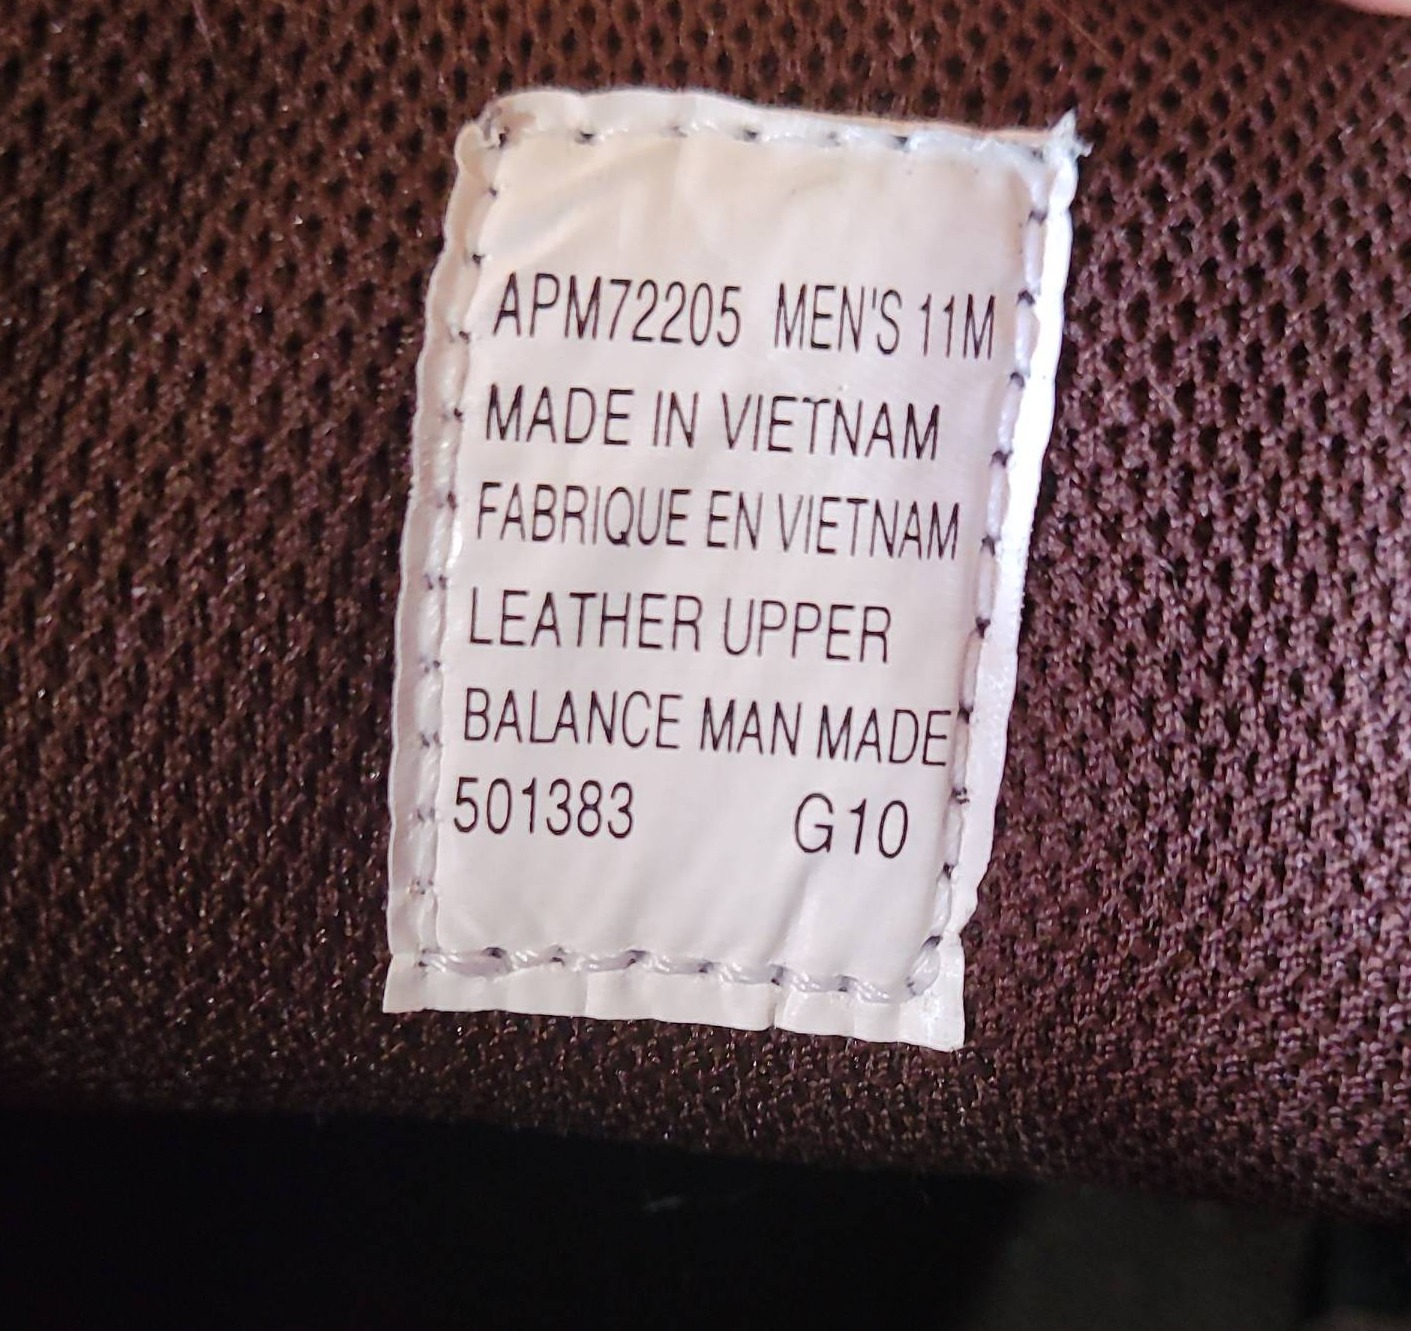 APM72205 MEN'S 11M
MADE IN VIETNAM
FABRIQUE EN VIETNAM
LEATHER UPPER
BALANCE MAN MADE
501383 G10